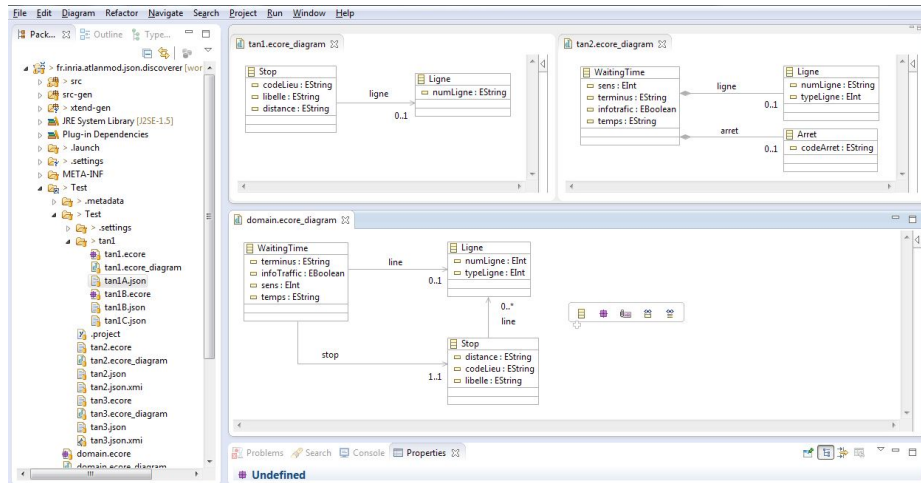 File Edit Diagram Refactor Navigate Search Project Run Window Help
Pack... Outline Type...
> fr.inria.atlanmod.json.discoverer [wor
> src
src-gen
> xtend-gen
JRE System Library [J2SE-1.5]
Plug-in Dependencies
> .launch
> .settings
META-INF
> Test
> .metadata
> Test
> .settings
> tan1
tan1.ecore
tan1.ecore_diagram
tan1A.json
tan1B.ecore
tan1B.json
tan1C.json
.project
tan2.ecore
tan2.ecore_diagram
tan2.json
tan2.json.xmi
tan3.ecore
tan3.ecore_diagram
tan3.json
tan3.json.xmi
domain.ecore
domain.ecore_diagram
tan1.ecore_diagram
Stop
codeLieu : EString
libelle : EString
distance : EString
ligne
0..1
Ligne
numLigne : EString
tan2.ecore_diagram
WaitingTime
sens : EInt
terminus : EString
infotrafic : EBoolean
temps : EString
ligne
0..1
Ligne
numLigne : EString
typeLigne : EInt
arret
0..1
Arret
codeArret : EString
domain.ecore_diagram
WaitingTime
terminus : EString
infoTraffic : EBoolean
sens : EInt
temps : EString
line
0..1
Ligne
numLigne : EInt
typeLigne : EInt
0..*
line
stop
1..1
Stop
distance : EString
codeLieu : EString
libelle : EString
Problems Search Console Properties
Undefined